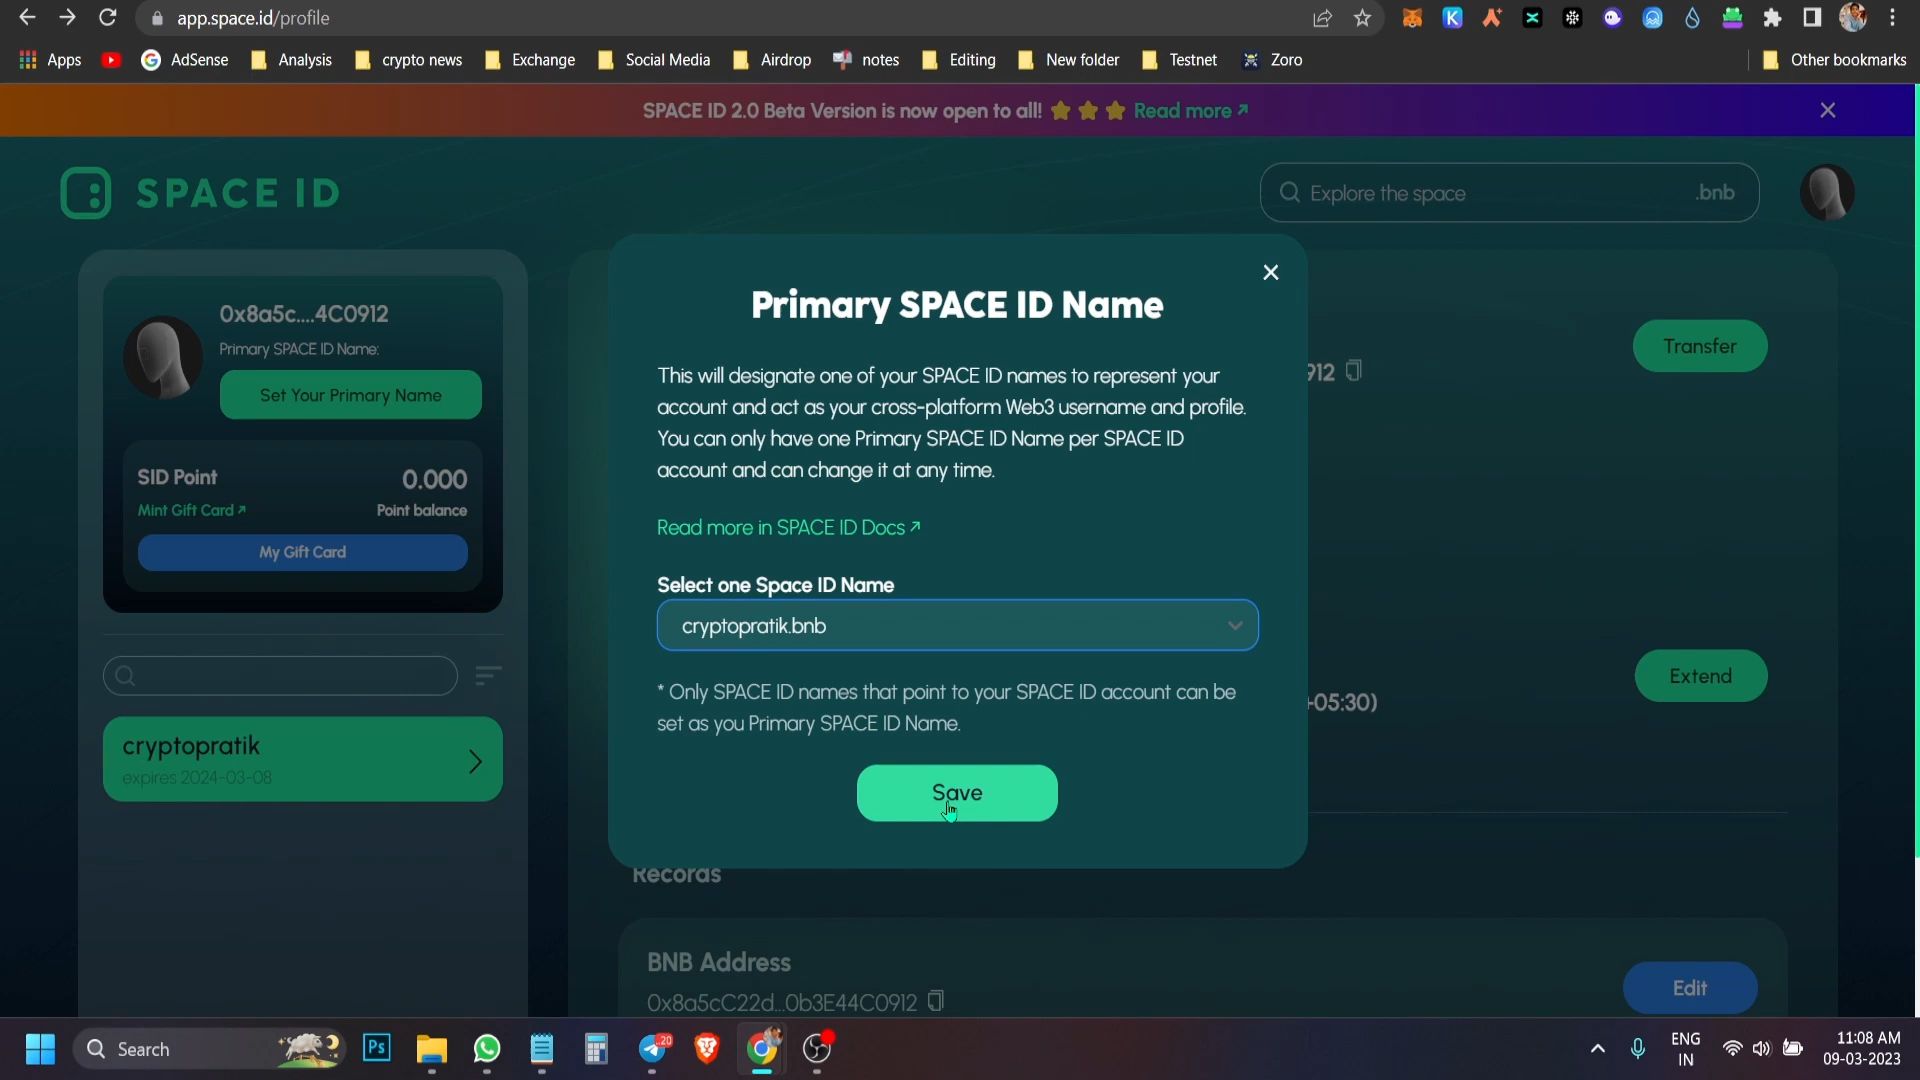 app.space.id/profile
Apps AdSense Analysis crypto news Exchange Social Media Airdrop notes Editing New folder Testnet Zoro Other bookmarks
SPACE ID 2.0 Beta Version is now open to all! Read more
SPACE ID
Explore the space .bnb
0x8a5c....4C0912
Primary SPACE ID Name:
Set Your Primary Name
SID Point 0.000
Mint Gift Card Point balance
My Gift Card
cryptopratik
expires 2024-03-08
Primary SPACE ID Name
This will designate one of your SPACE ID names to represent your
account and act as your cross-platform Web3 username and profile.
You can only have one Primary SPACE ID Name per SPACE ID
account and can change it at any time.
Read more in SPACE ID Docs
Select one Space ID Name
cryptopratik.bnb
* Only SPACE ID names that point to your SPACE ID account can be
set as you Primary SPACE ID Name.
Save
912
Transfer
05:30)
Extend
Records
BNB Address
0x8a5cC22d...0b3E44C0912
Edit
Search
Ps
20
ENG
IN
11:08 AM
09-03-2023